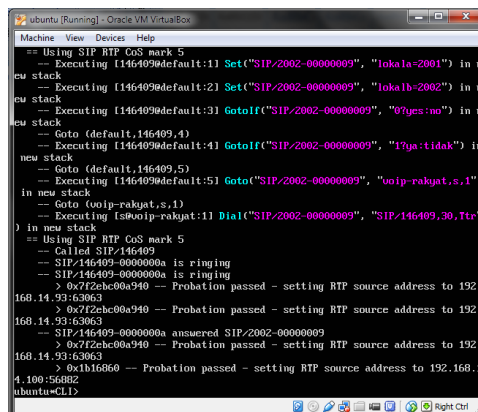 ubuntu [Running] - Oracle VM VirtualBox
Machine View Devices Help
== Using SIP RTP CoS mark 5
-- Executing [146409@default:1] Set("SIP/2002-00000009", "lokala=2001") in n
ew stack
-- Executing [146409@default:2] Set("SIP/2002-00000009", "lokalb=2002") in n
ew stack
-- Executing [146409@default:3] GotoIf("SIP/2002-00000009", "0?yes:no") in n
ew stack
-- Goto (default,146409,4)
-- Executing [146409@default:4] GotoIf("SIP/2002-00000009", "1?ya:tidak") in
new stack
-- Goto (default,146409,5)
-- Executing [146409@default:5] Goto("SIP/2002-00000009", "voip-rakyat,s,1"
in new stack
-- Goto (voip-rakyat,s,1)
-- Executing [s@voip-rakyat:1] Dial("SIP/2002-00000009", "SIP/146409,30,Ttr"
) in new stack
== Using SIP RTP CoS mark 5
-- Called SIP/146409
-- SIP/146409-0000000a is ringing
-- SIP/146409-0000000a is ringing
> 0x7f2ebc00a940 -- Probation passed - setting RTP source address to 192
168.14.93:63063
> 0x7f2ebc00a940 -- Probation passed - setting RTP source address to 192
168.14.93:63063
-- SIP/146409-0000000a answered SIP/2002-00000009
> 0x7f2ebc00a940 -- Probation passed - setting RTP source address to 192
168.14.93:63063
> 0x1b16860 -- Probation passed - setting RTP source address to 192.168.
4.100:56882
ubuntu*CLI>
Right Ctrl